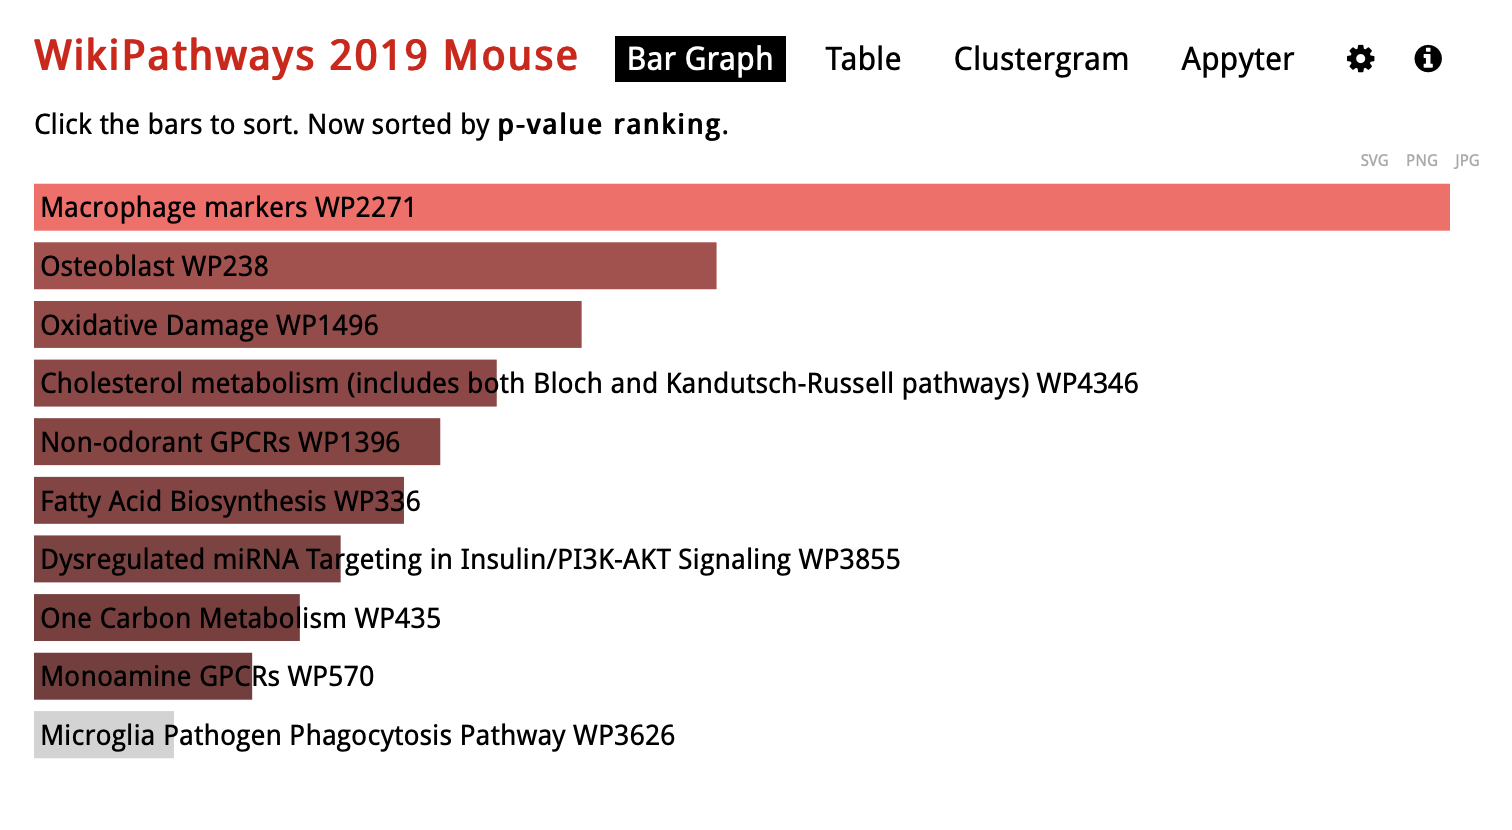 WikiPathways 2019 Mouse Bar Graph Table Clustergram Appyter
Click the bars to sort. Now sorted by p-value ranking.
SVG PNG JPG
Macrophage markers WP2271
Osteoblast WP238
Oxidative Damage WP1496
Cholesterol metabolism (includes both Bloch and Kandutsch-Russell pathways) WP4346
Non-odorant GPCRs WP1396
Fatty Acid Biosynthesis WP336
Dysregulated miRNA Targeting in Insulin/PI3K-AKT Signaling WP3855
One Carbon Metabolism WP435
Monoamine GPCRs WP570
Microglia Pathogen Phagocytosis Pathway WP3626